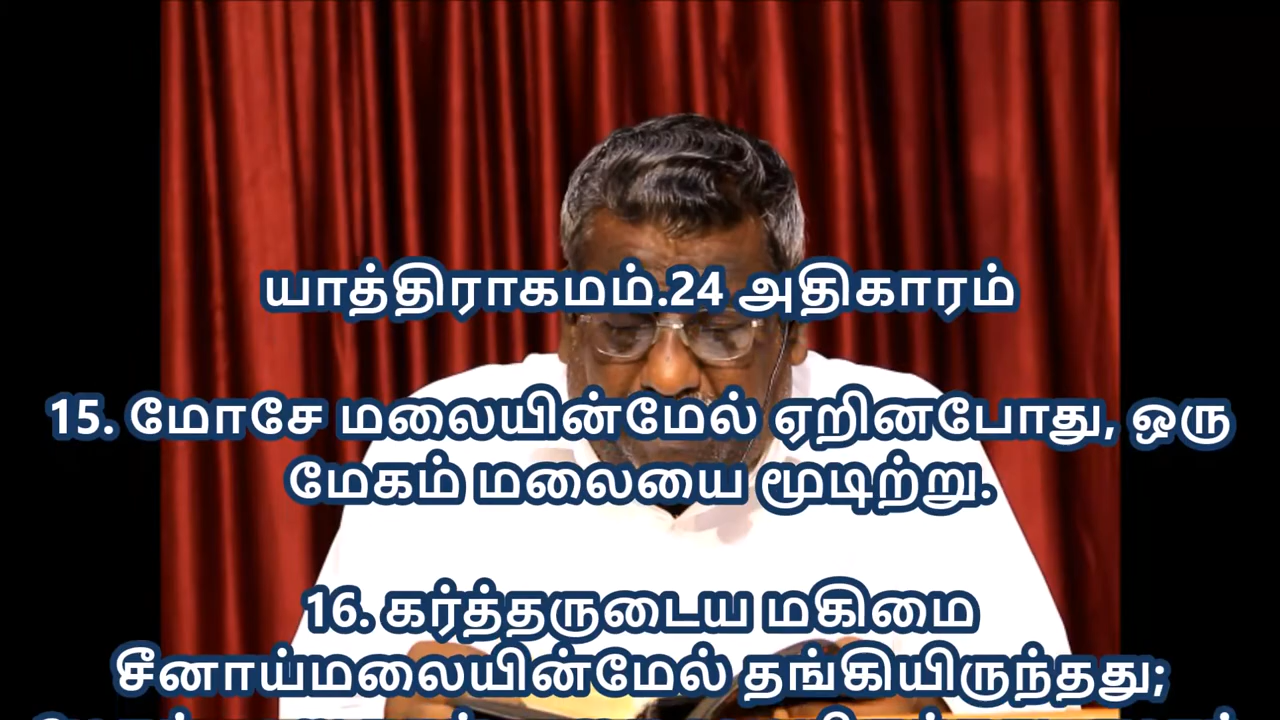 யாத்திராகமம்.24 அதிகாரம்
15. மோசே மலையின்மேல் ஏறினபோது, ஒரு
மேகம் மலையை மூடிற்று.
16. கர்த்தருடைய மகிமை
சீனாய்மலையின்மேல் தங்கியிருந்தது;